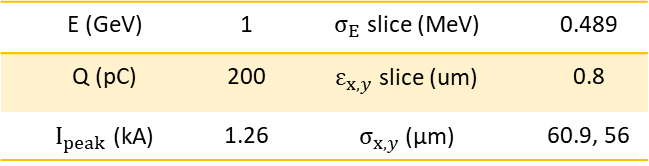 E (GeV) 1 σE slice (MeV) 0.489
Q (pC) 200 εx,y slice (um) 0.8
Ipeak (kA) 1.26 σx,y (μm) 60.9, 56